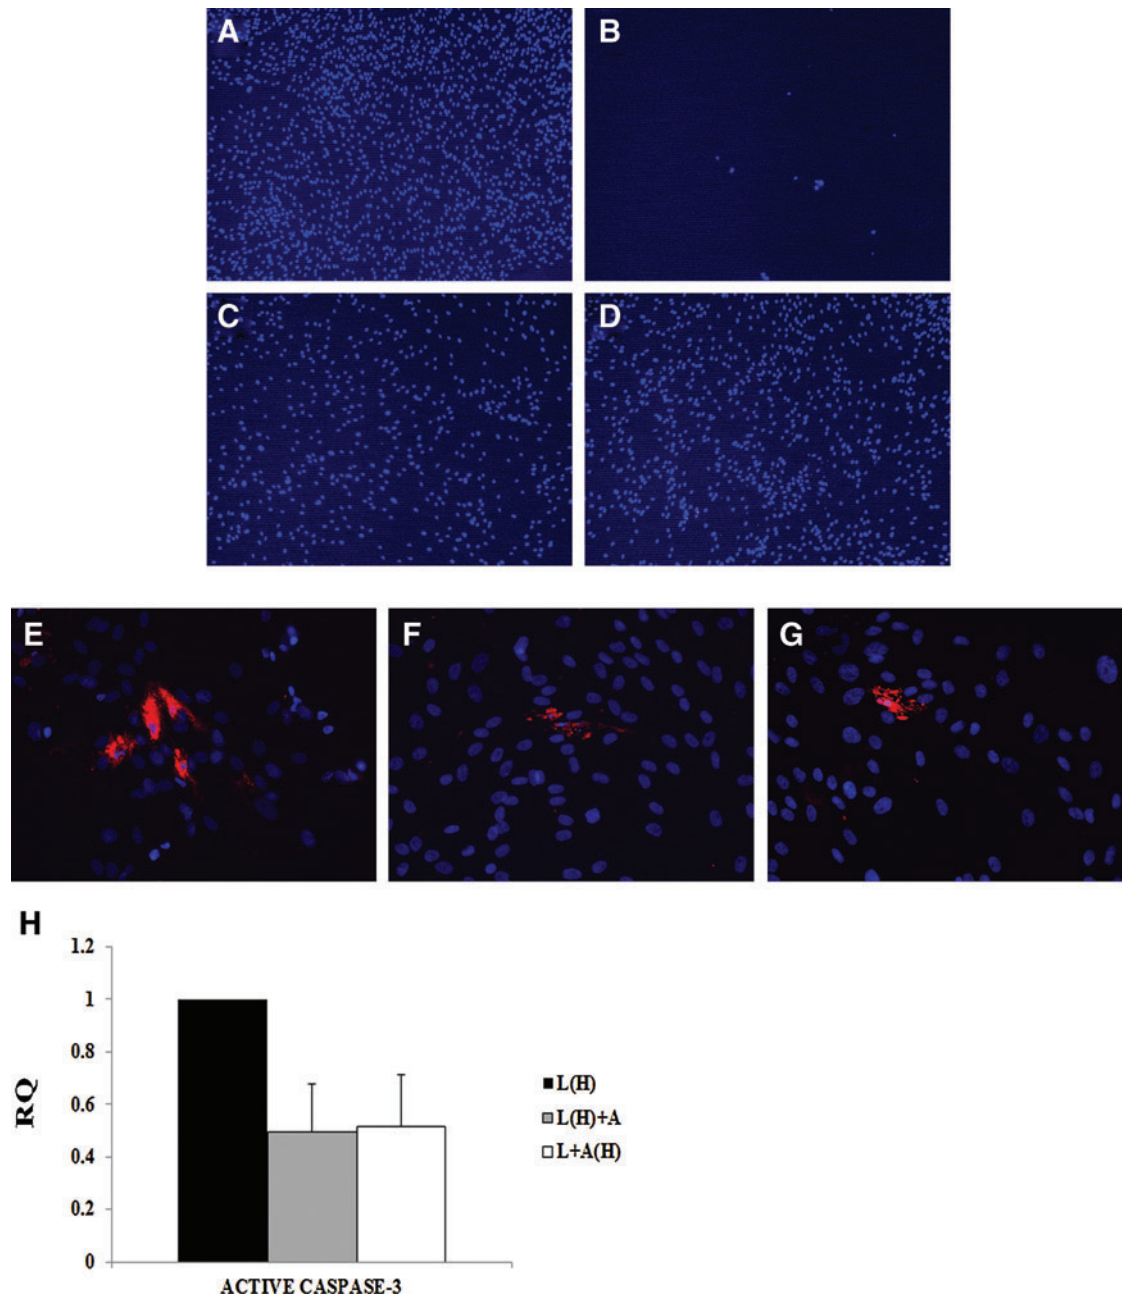 A
B
C
D
E
F
G
H
1.2
1
0.8
0.6
0.4
0.2
0
RQ
ACTIVE CASPASE-3
L(H)
L(H)+A
L+A(H)